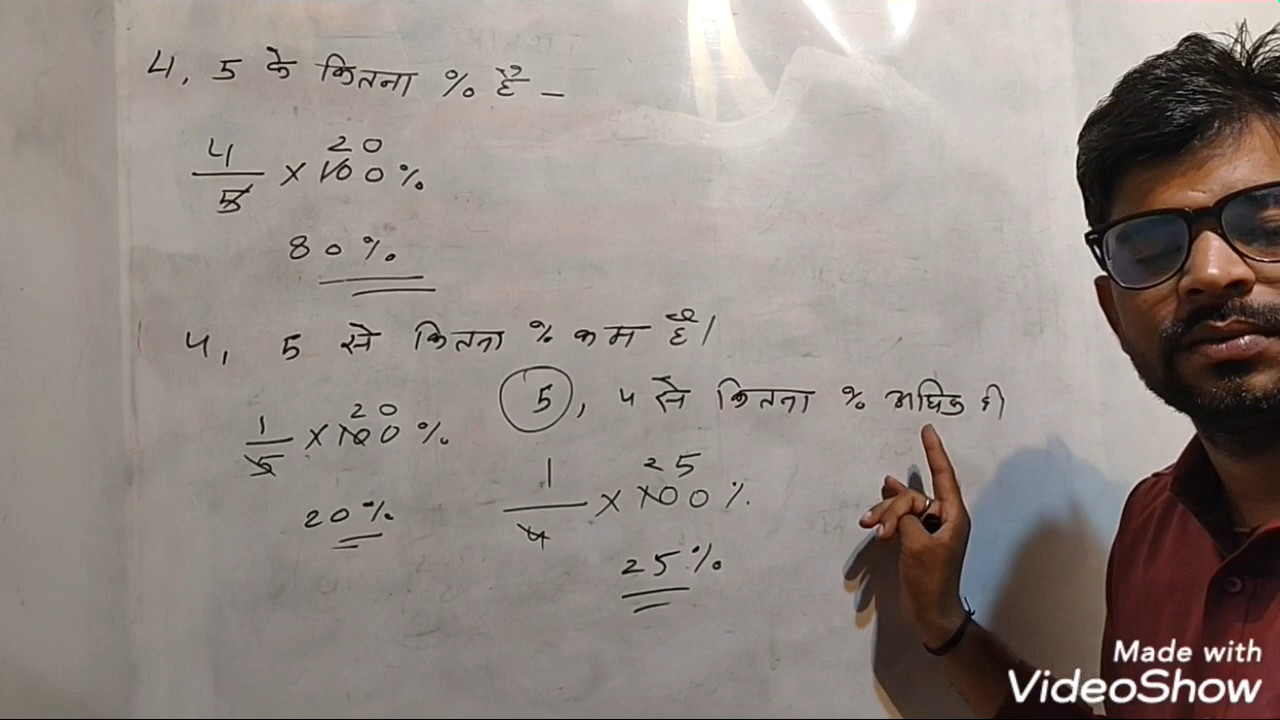 4, 5 के कितना % है –
20
4/5 × 100%
80%
4, 5 से कितना % कम है।
5, 4 से कितना % अधिक है
20
1/5 × 100%
25
1/4 × 100%
20%
25%
Made with
VideoShow